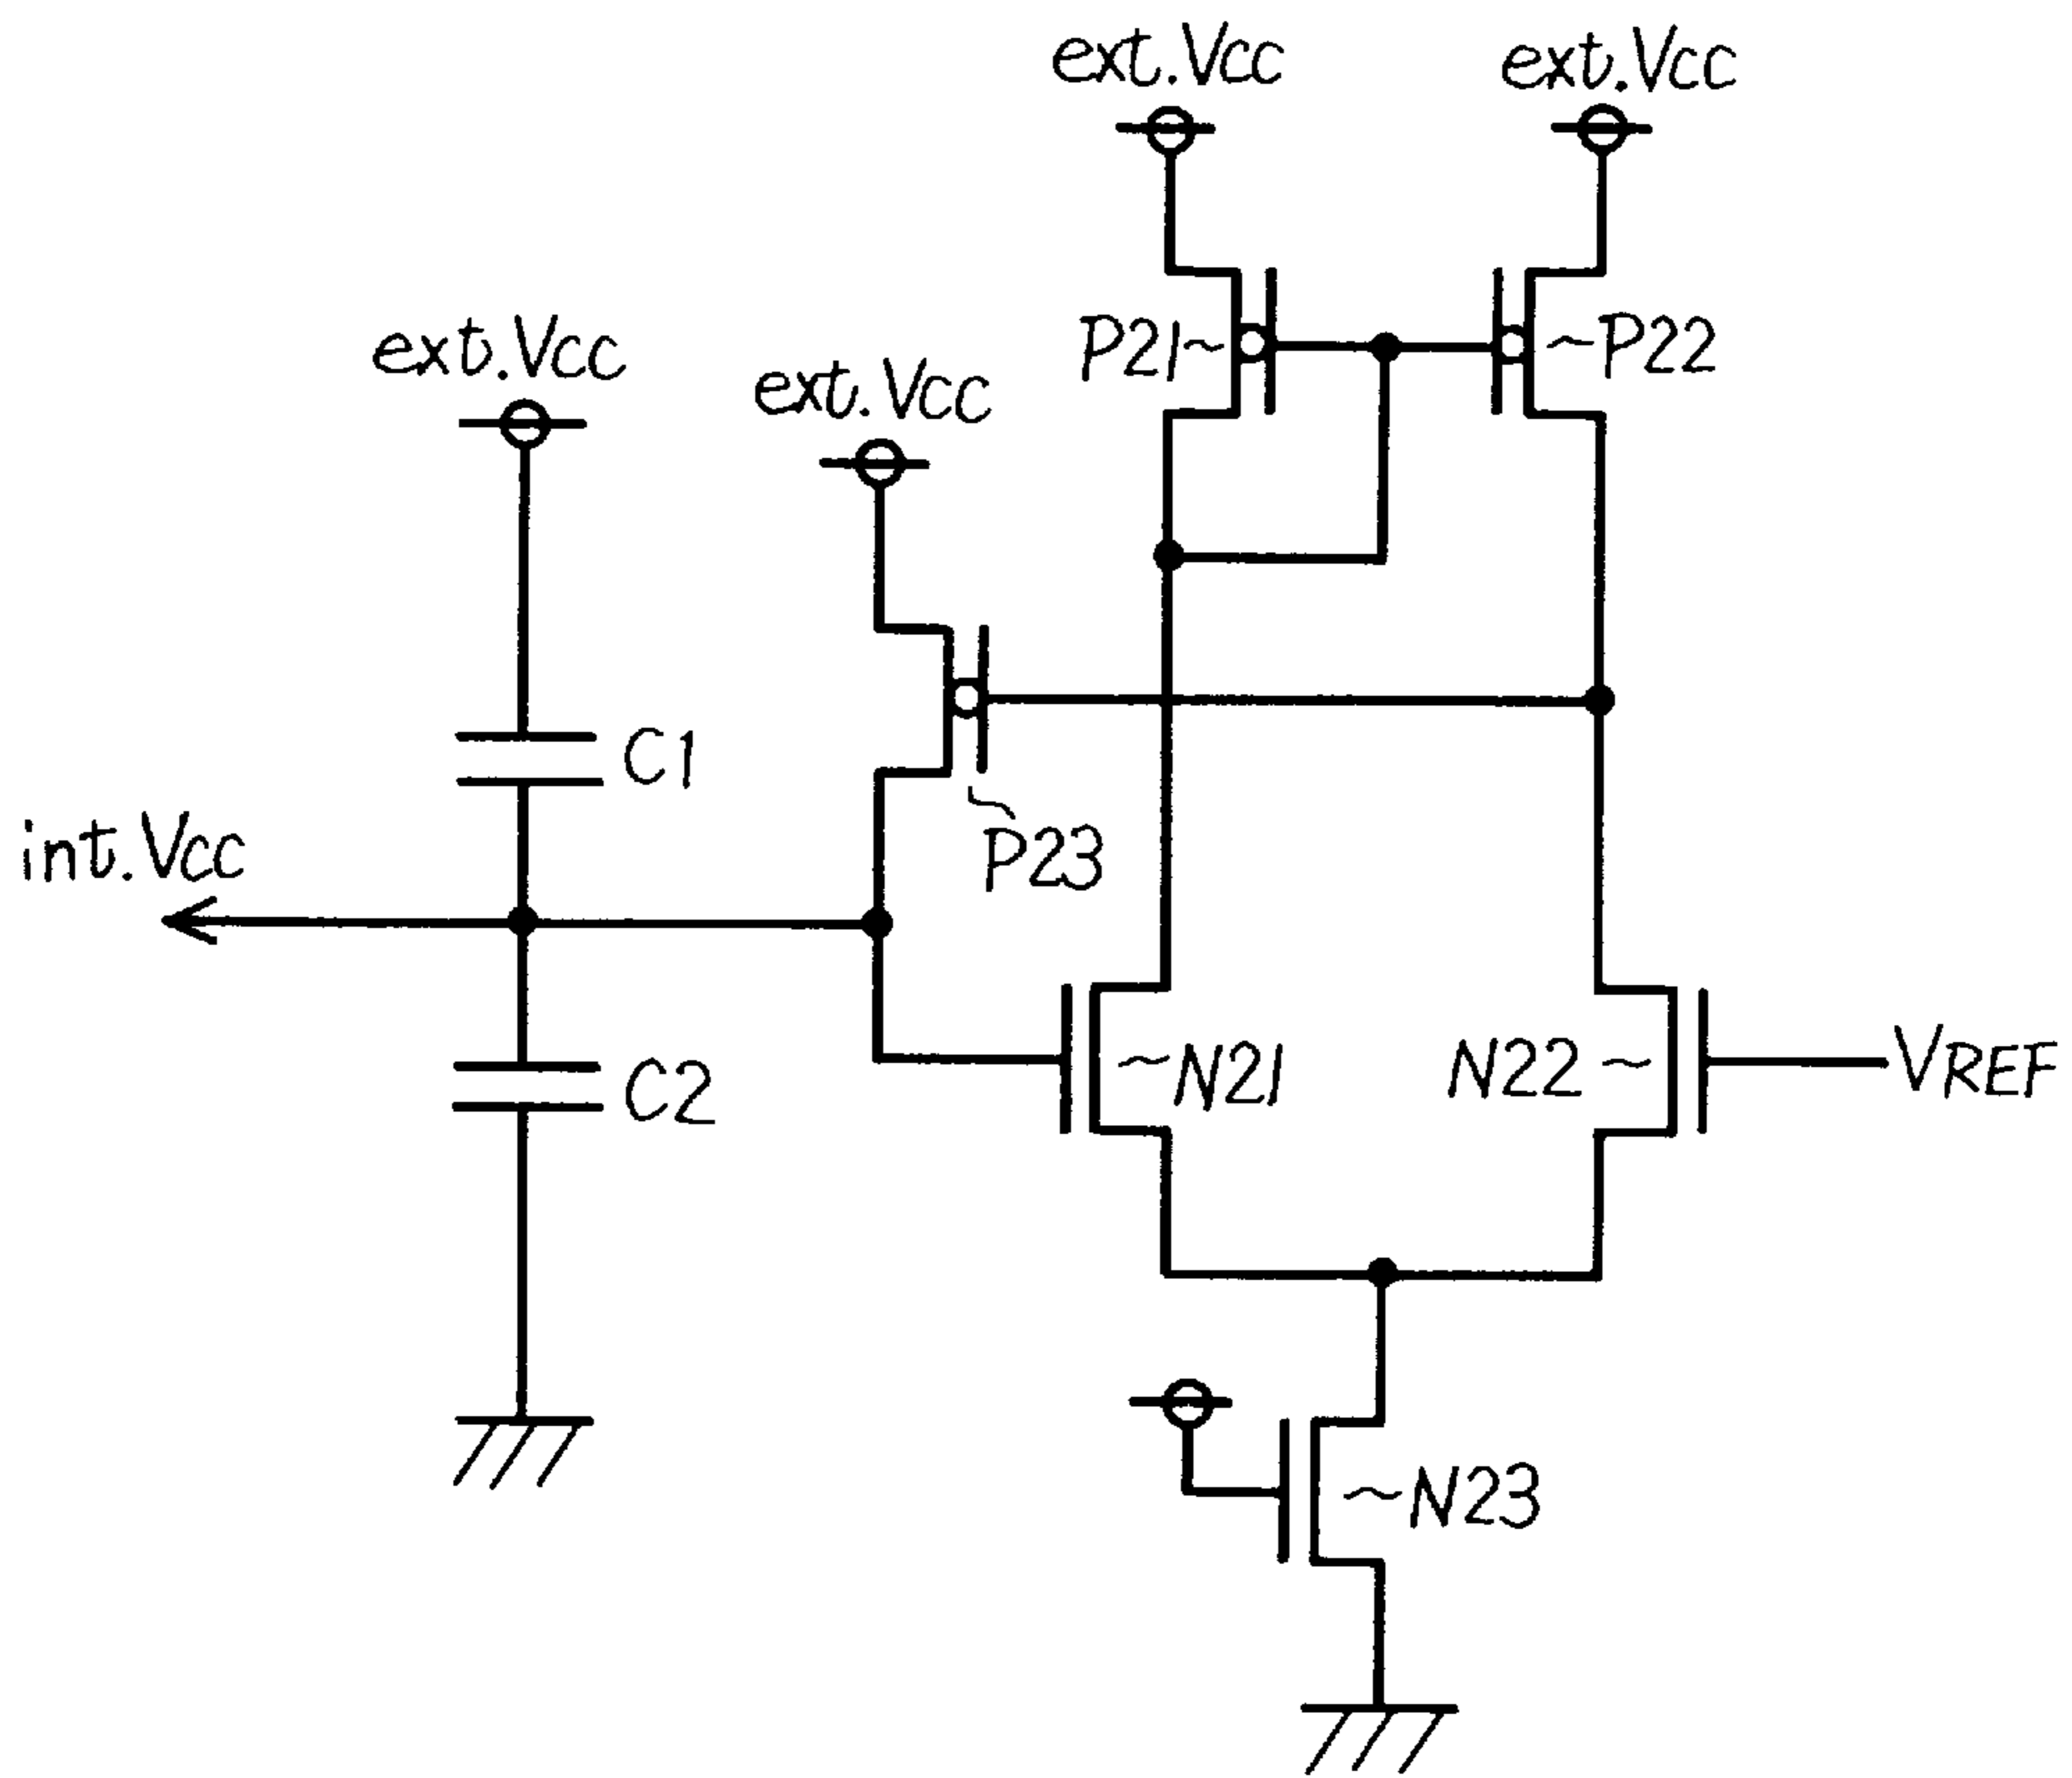 ext.Vcc
ext.Vcc
ext.Vcc
P21
P22
ext.Vcc
C1
int.Vcc
P23
C2
N21
N22
VREF
N23